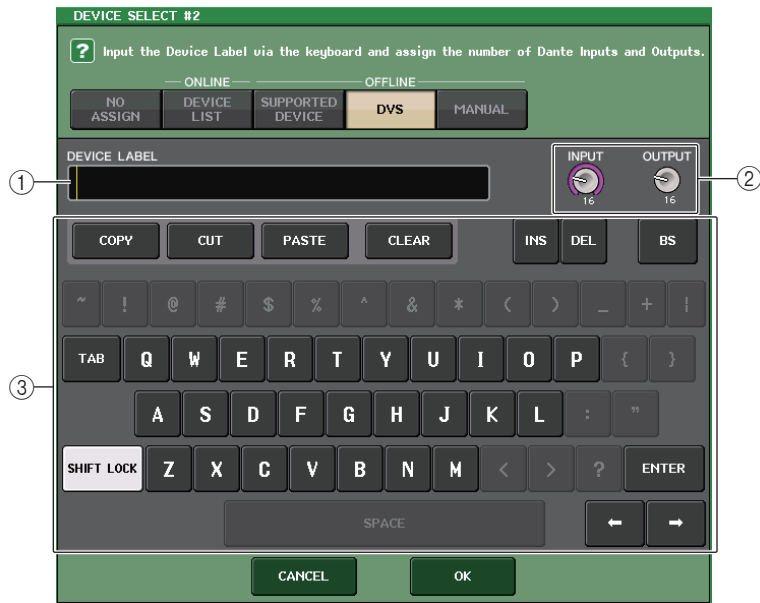 DEVICE SELECT #2
? Input the Device Label via the keyboard and assign the number of Dante Inputs and Outputs.
ONLINE OFFLINE
NO ASSIGN DEVICE LIST SUPPORTED DEVICE DVS MANUAL
DEVICE LABEL INPUT OUTPUT
① ②
16 16
COPY CUT PASTE CLEAR INS DEL BS
~ ! @ # $ % ^ & * ( ) _ + ¦
TAB Q W E R T Y U I O P { }
③
A S D F G H J K L : "
SHIFT LOCK Z X C V B N M < > ? ENTER
SPACE ← →
CANCEL OK